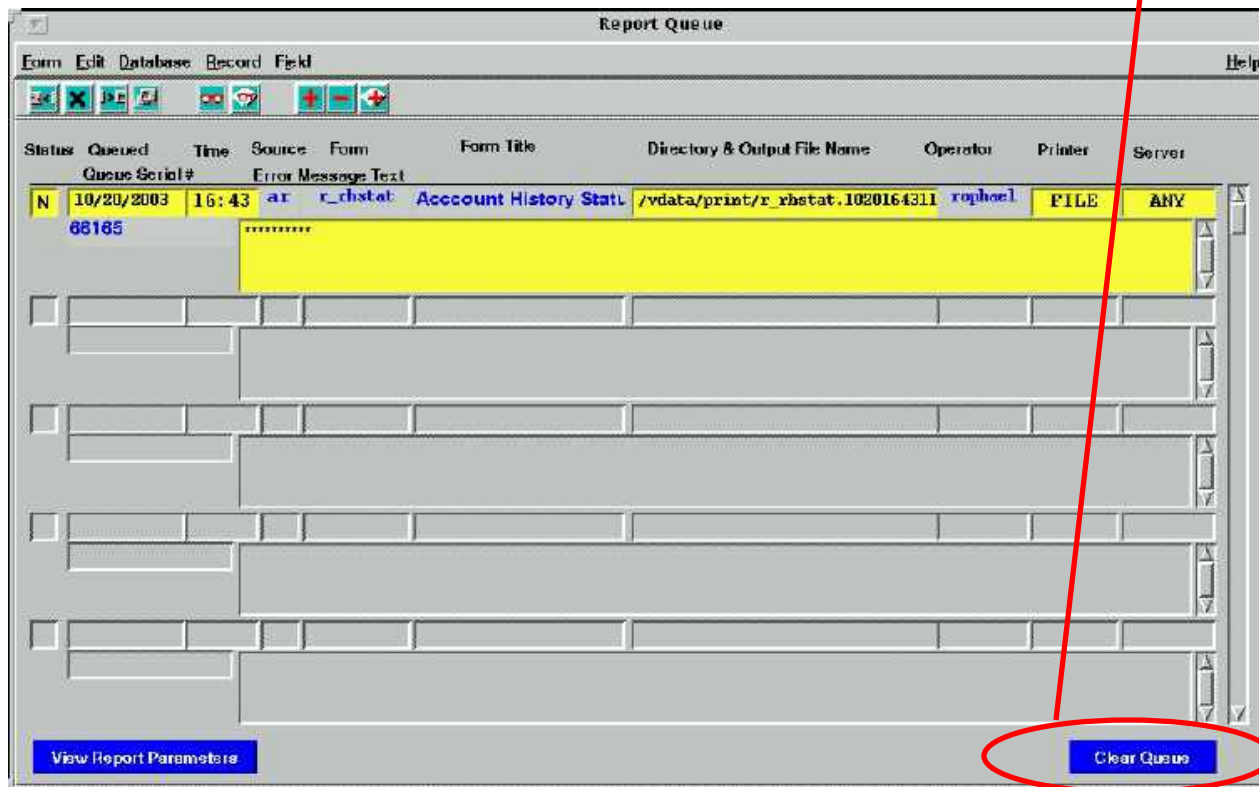 Report Queue
Form Edit Database Record Field Help
Status Queued Time Source Form Form Title Directory & Output File Name Operator Printer Server
Queue Serial# Error Message Text
N 10/20/2003 16:43 ar r_rhstat Acccount History Statu /vdata/print/r_rhstat.1020164311 rophael FILE ANY
66165 **********
View Report Parameters Clear Queue